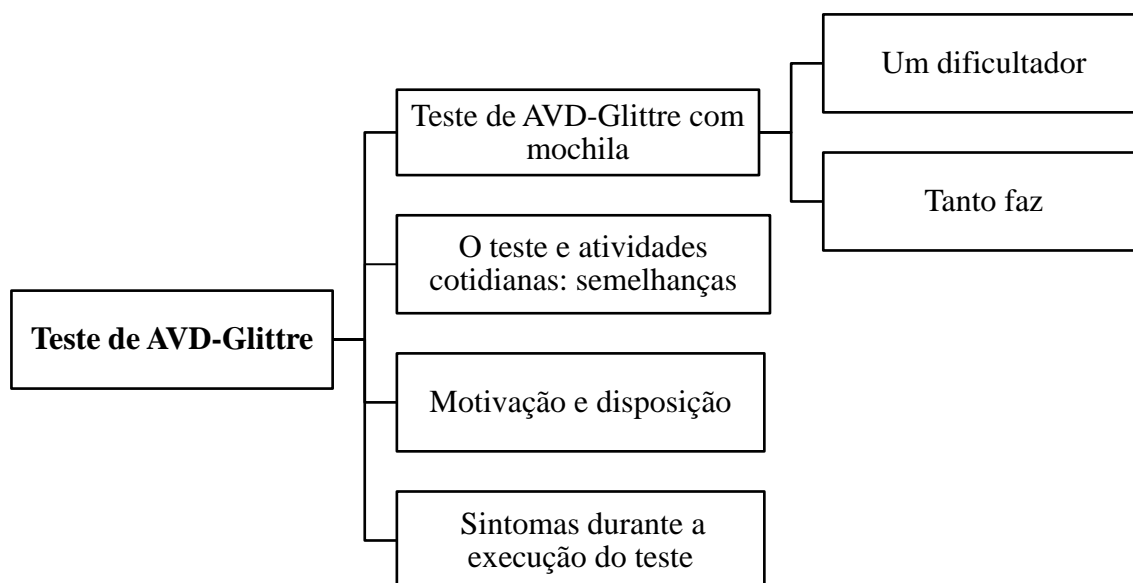 Um dificultador
Teste de AVD-Glittre com
mochila
Tanto faz
O teste e atividades
cotidianas: semelhanças
Teste de AVD-Glittre
Motivação e disposição
Sintomas durante a
execução do teste